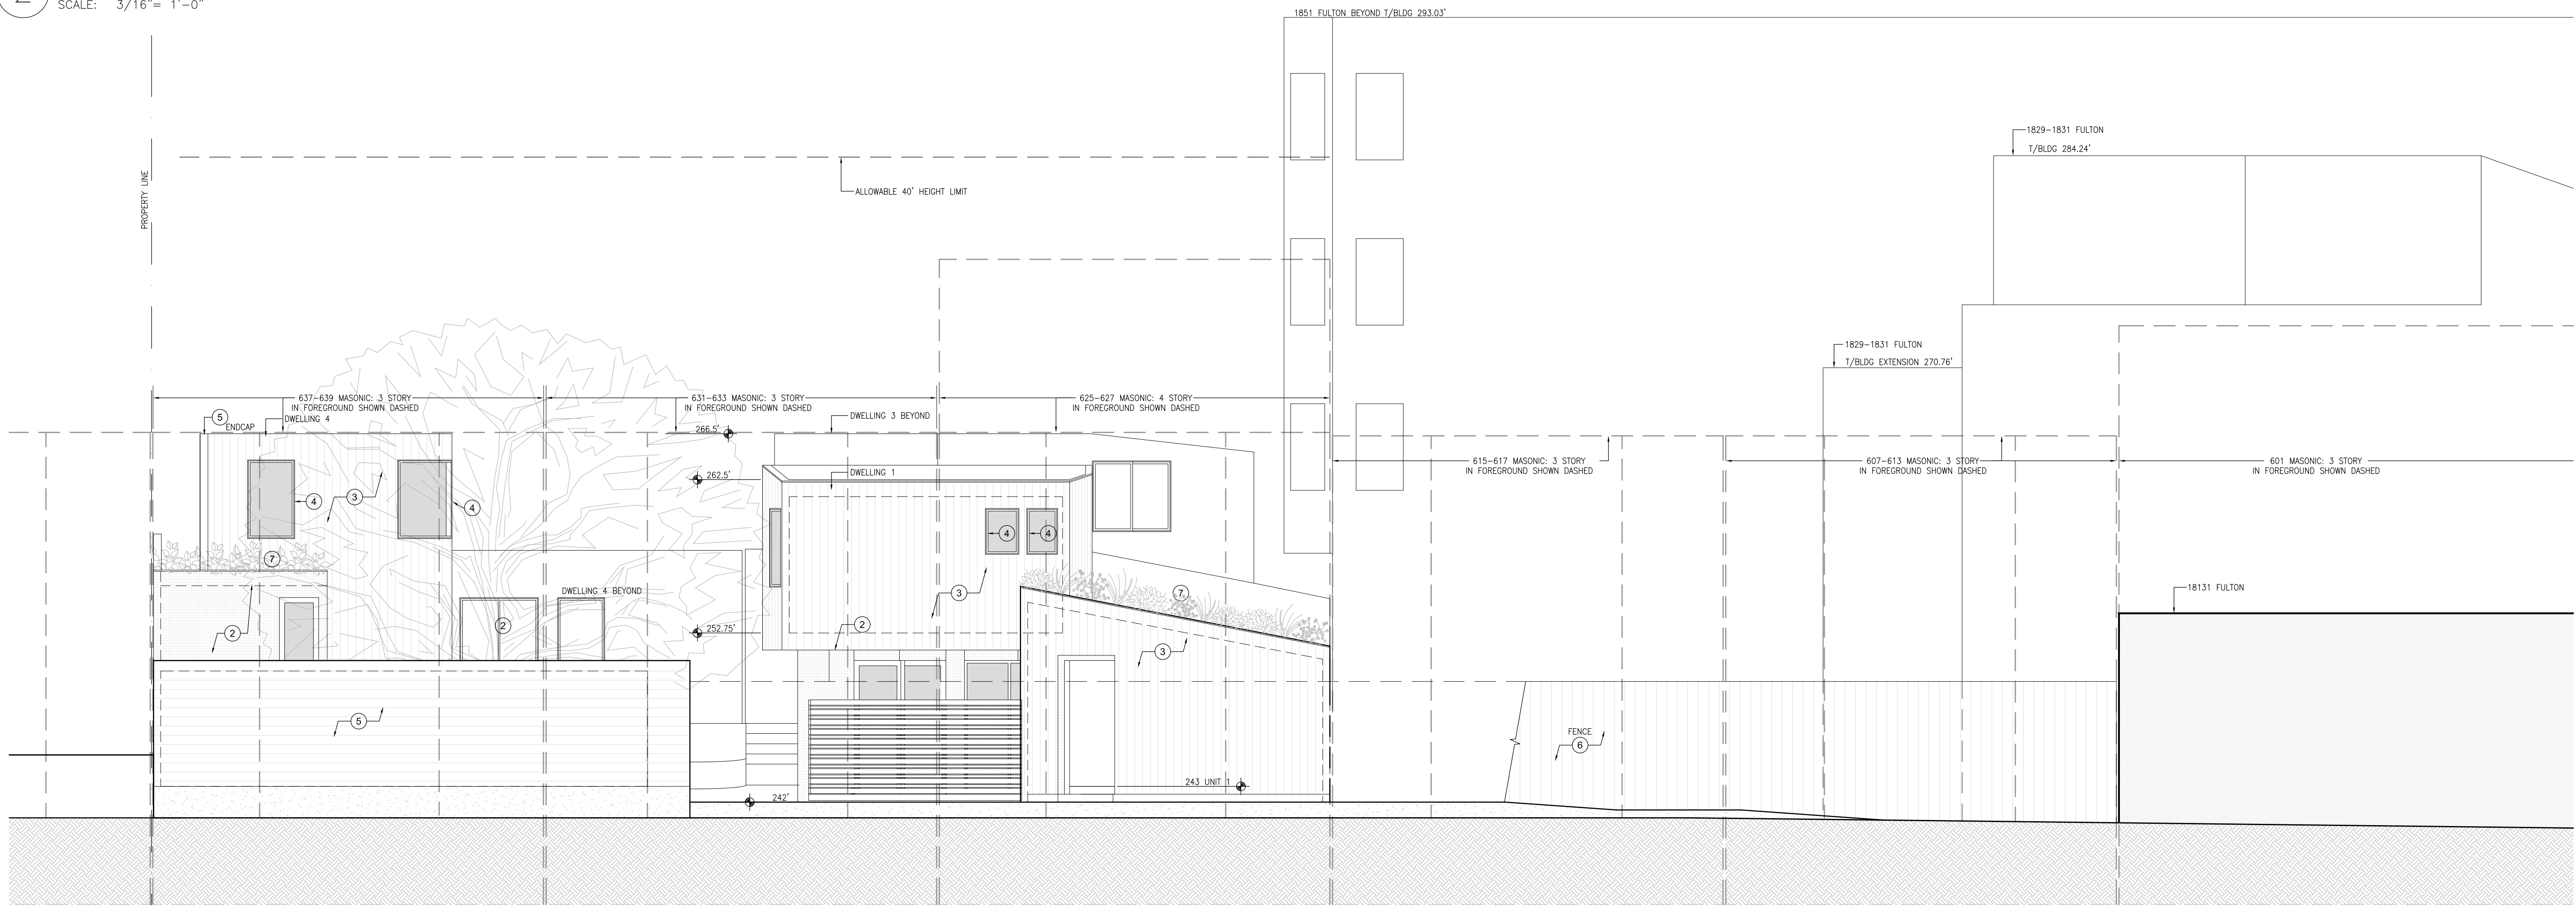 2
SCALE: 3/16"= 1'-0"
1851 FULTON BEYOND T/BLDG 293.03'
PROPERTY LINE
ALLOWABLE 40' HEIGHT LIMIT
1829-1831 FULTON
T/BLDG 284.24'
1829-1831 FULTON
T/BLDG EXTENSION 270.76'
637-639 MASONIC: 3 STORY
IN FOREGROUND SHOWN DASHED
631-633 MASONIC: 3 STORY
IN FOREGROUND SHOWN DASHED
625-627 MASONIC: 4 STORY
IN FOREGROUND SHOWN DASHED
615-617 MASONIC: 3 STORY
IN FOREGROUND SHOWN DASHED
607-613 MASONIC: 3 STORY
IN FOREGROUND SHOWN DASHED
601 MASONIC: 3 STORY
IN FOREGROUND SHOWN DASHED
5
ENDCAP
DWELLING 4
DWELLING 3 BEYOND
266.5'
262.5'
DWELLING 1
4
3
4
4
4
7
DWELLING 4 BEYOND
3
7
18131 FULTON
2
2
252.75'
2
3
5
FENCE
6
243 UNIT 1
242'